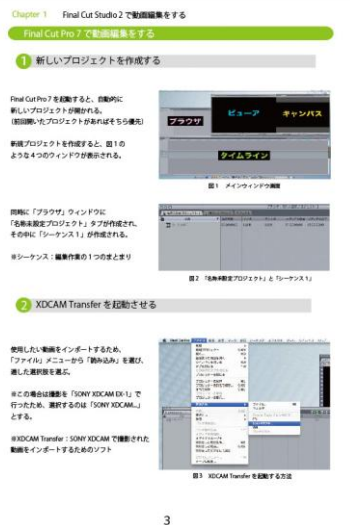 Chapter 1 Final Cut Studio 2 で動画編集をする
Final Cut Pro 7 で動画編集をする
1 新しいプロジェクトを作成する
Final Cut Pro 7 を起動すると、自動的に
新しいプロジェクトが開かれる。
(前回開いたプロジェクトがあればそちら優先)
新規プロジェクトを作成すると、図1の
ような4つのウィンドウが表示される。
ブラウザ
ビューア
キャンバス
タイムライン
図1 メインウィンドウ画面
同時に「ブラウザ」ウィンドウに
「名称未設定プロジェクト」タブが作成され、
その中に「シーケンス1」が作成される。
※シーケンス：編集作業の1つのまとまり
図2 「名称未設定プロジェクト」と「シーケンス1」
2 XDCAM Transfer を起動させる
使用したい動画をインポートするため、
「ファイル」メニューから「読み込み」を選び、
適した選択肢を選ぶ。
※この場合は撮影を「SONY XDCAM EX-1」で
行ったため、選択するのは「SONY XDCAM...」
とする。
※XDCAM Transfer：SONY XDCAM で撮影された
動画をインポートするためのソフト
図3 XDCAM Transfer を起動する方法
3